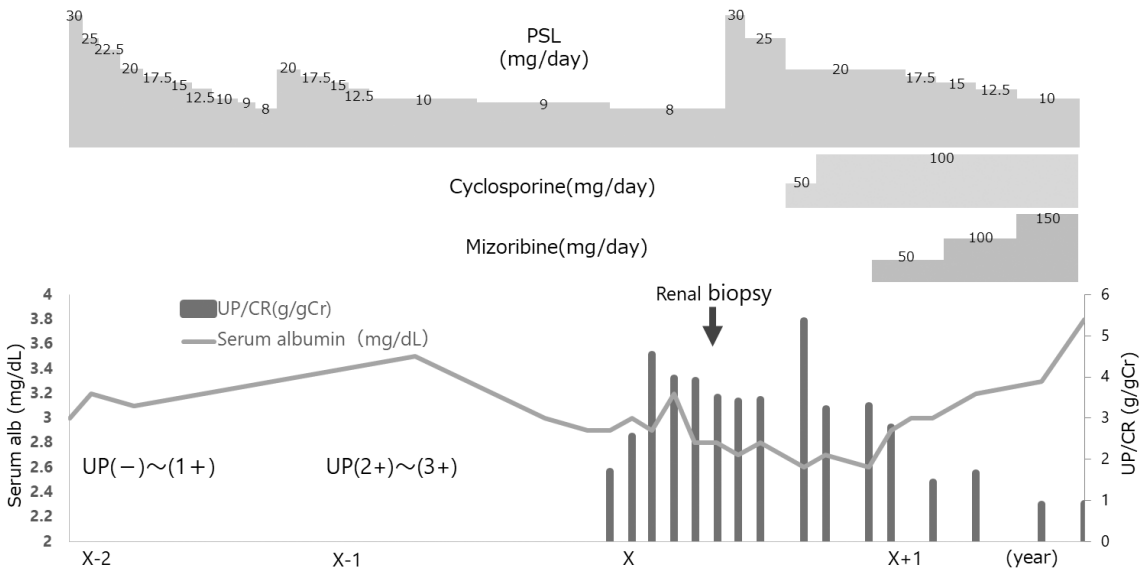 30
25
22.5
20
17.5
15
12.5
10
9
8
20
17.5
15
12.5
10
9
8
30
25
20
17.5
15
12.5
10
PSL
(mg/day)
Cyclosporine(mg/day)
50
100
Mizoribine(mg/day)
50
100
150
Renal biopsy
UP/CR(g/gCr)
Serum albumin（mg/dL）
UP(−)〜(1+)
UP(2+)〜(3+)
Serum alb (mg/dL)
4
3.8
3.6
3.4
3.2
3
2.8
2.6
2.4
2.2
2
6
5
4
3
2
1
0
UP/CR (g/gCr)
X-2
X-1
X
X+1
(year)